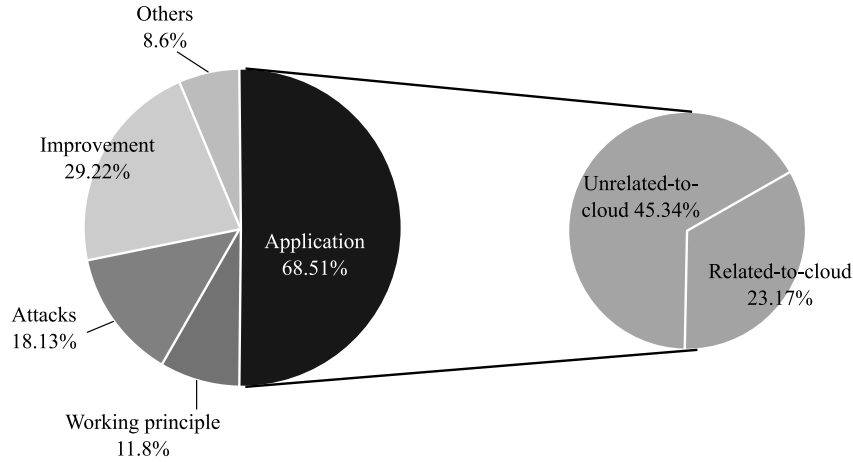 Others
8.6%
Improvement
29.22%
Application
68.51%
Attacks
18.13%
Working principle
11.8%
Unrelated-to-
cloud 45.34%
Related-to-cloud
23.17%